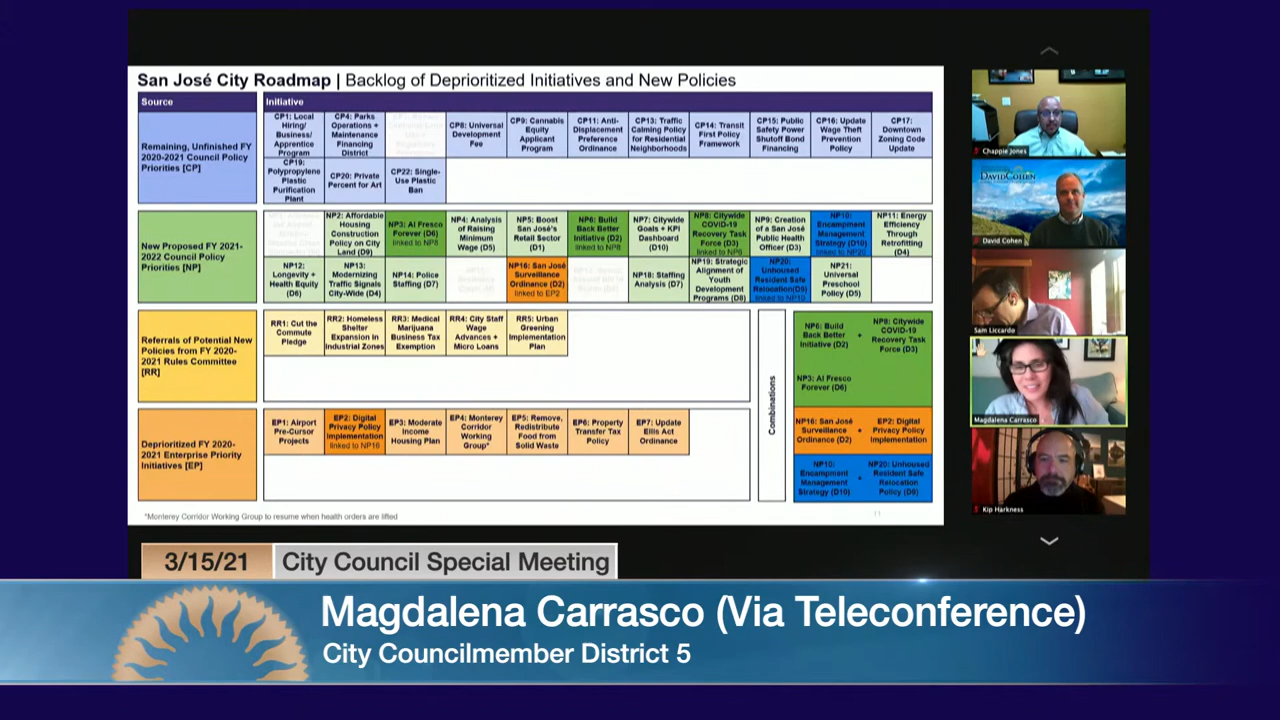 San José City Roadmap | Backlog of Deprioritized Initiatives and New Policies
Source
Initiative
Remaining, Unfinished FY
2020-2021 Council Policy
Priorities [CP]
CP1: Local
Hiring/
Business/
Apprentice
Program
CP4: Parks
Operations +
Maintenance
Financing
District
CP8: Universal
Development
Fee
CP9: Cannabis
Equity
Applicant
Program
CP11: Anti-
Displacement
Preference
Ordinance
CP13: Traffic
Calming Policy
for Residential
Neighborhoods
CP14: Transit
First Policy
Framework
CP15: Public
Safety Power
Shutoff Bond
Financing
CP16: Update
Wage Theft
Prevention
Policy
CP17:
Downtown
Zoning Code
Update
CP19:
Polypropylene
Plastic
Purification
Plant
CP20: Private
Percent for Art
CP22: Single-
Use Plastic
Ban
New Proposed FY 2021-
2022 Council Policy
Priorities [NP]
NP2: Affordable
Housing
Construction
Policy on City
Land (D9)
NP3: Al Fresco
Forever (D6)
linked to NP8
NP4: Analysis
of Raising
Minimum
Wage (D5)
NP5: Boost
San José's
Retail Sector
(D1)
NP6: Build
Back Better
Initiative (D2)
linked to NP8
NP7: Citywide
Goals + KPI
Dashboard
(D10)
NP8: Citywide
COVID-19
Recovery Task
Force (D3)
NP9: Creation
of a San José
Public Health
Officer (D3)
NP10:
Encampment
Management
Strategy (D10)
linked to NP20
NP11: Energy
Efficiency
Through
Retrofitting
(D4)
NP12:
Longevity +
Health Equity
(D6)
NP13:
Modernizing
Traffic Signals
City-Wide (D4)
NP14: Police
Staffing (D7)
NP16: San José
Surveillance
Ordinance (D2)
linked to EP2
NP18: Staffing
Analysis (D7)
NP19: Strategic
Alignment of
Youth
Development
Programs (D8)
NP20:
Unhoused
Resident Safe
Relocation(D9)
linked to NP10
NP21:
Universal
Preschool
Policy (D5)
Referrals of Potential New
Policies from FY 2020-
2021 Rules Committee
[RR]
RR1: Cut the
Commute
Pledge
RR2: Homeless
Shelter
Expansion in
Industrial Zones
RR3: Medical
Marijuana
Business Tax
Exemption
RR4: City Staff
Wage
Advances +
Micro Loans
RR5: Urban
Greening
Implementation
Plan
Deprioritized FY 2020-
2021 Enterprise Priority
Initiatives [EP]
EP1: Airport
Pre-Cursor
Projects
EP2: Digital
Privacy Policy
Implementation
linked to NP16
EP3: Moderate
Income
Housing Plan
EP4: Monterey
Corridor
Working
Group*
EP5: Remove,
Redistribute
Food from
Solid Waste
EP6: Property
Transfer Tax
Policy
EP7: Update
Ellis Act
Ordinance
Combinations
NP6: Build
Back Better
Initiative (D2)
+
NP8: Citywide
COVID-19
Recovery Task
Force (D3)
NP3: Al Fresco
Forever (D6)
NP16: San José
Surveillance
Ordinance (D2)
+
EP2: Digital
Privacy Policy
Implementation
NP10:
Encampment
Management
Strategy (D10)
+
NP20: Unhoused
Resident Safe
Relocation
Policy (D9)
*Monterey Corridor Working Group to resume when health orders are lifted
11
Chappie Jones
DAVID COHEN
David Cohen
Sam Liccardo
Magdalena Carrasco
Kip Harkness
3/15/21
City Council Special Meeting
Magdalena Carrasco (Via Teleconference)
City Councilmember District 5